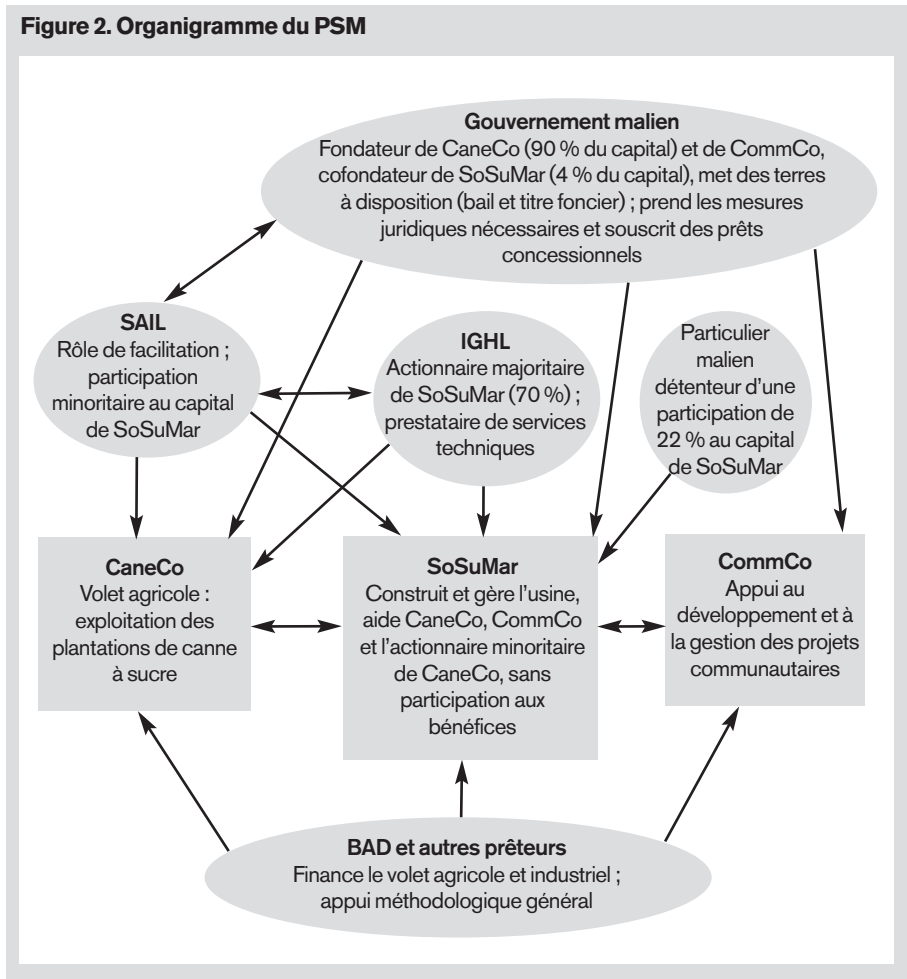 Figure 2. Organigramme du PSM
Gouvernement malien
Fondateur de CaneCo (90 % du capital) et de CommCo,
cofondateur de SoSuMar (4 % du capital), met des terres
à disposition (bail et titre foncier) ; prend les mesures
juridiques nécessaires et souscrit des prêts
concessionnels
SAIL
Rôle de facilitation ;
participation
minoritaire au capital
de SoSuMar
IGHL
Actionnaire majoritaire
de SoSuMar (70 %) ;
prestataire de services
techniques
Particulier
malien
détenteur d’une
participation de
22 % au capital
de SoSuMar
CaneCo
Volet agricole :
exploitation des
plantations de canne
à sucre
SoSuMar
Construit et gère l’usine,
aide CaneCo, CommCo
et l’actionnaire minoritaire
de CaneCo, sans
participation aux
bénéfices
CommCo
Appui au
développement et à
la gestion des projets
communautaires
BAD et autres prêteurs
Finance le volet agricole et industriel ;
appui méthodologique général